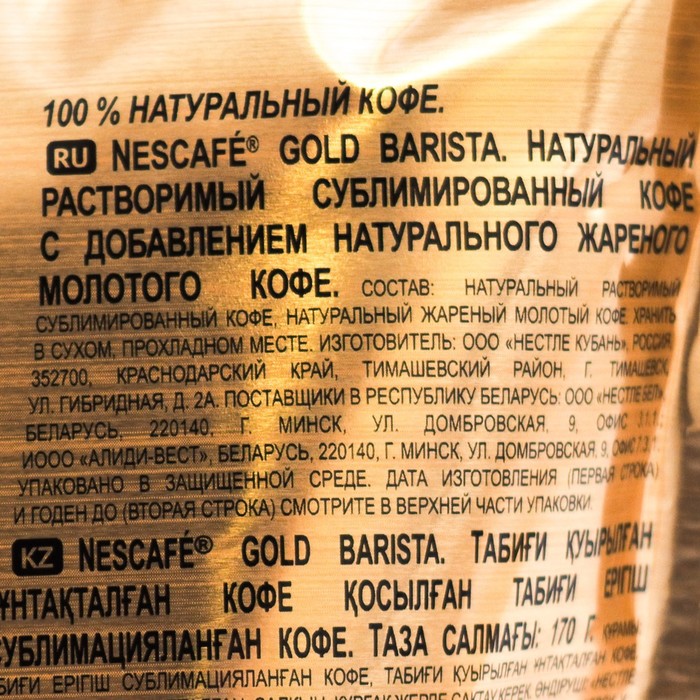 100 % НАТУРАЛЬНЫЙ КОФЕ.
RU NESCAFÉ® GOLD BARISTA. НАТУРАЛЬНЫЙ
РАСТВОРИМЫЙ СУБЛИМИРОВАННЫЙ КОФЕ
С ДОБАВЛЕНИЕМ НАТУРАЛЬНОГО ЖАРЕНОГО
МОЛОТОГО КОФЕ. СОСТАВ: НАТУРАЛЬНЫЙ РАСТВОРИМЫЙ
СУБЛИМИРОВАННЫЙ КОФЕ, НАТУРАЛЬНЫЙ ЖАРЕНЫЙ МОЛОТЫЙ КОФЕ. ХРАНИТЬ
В СУХОМ, ПРОХЛАДНОМ МЕСТЕ. ИЗГОТОВИТЕЛЬ: ООО «НЕСТЛЕ КУБАНЬ», РОССИЯ,
352700, КРАСНОДАРСКИЙ КРАЙ, ТИМАШЕВСКИЙ РАЙОН, Г. ТИМАШЕВСК,
УЛ. ГИБРИДНАЯ, Д. 2А. ПОСТАВЩИКИ В РЕСПУБЛИКУ БЕЛАРУСЬ: ООО «НЕСТЛЕ БЕЛ»,
БЕЛАРУСЬ, 220140, Г. МИНСК, УЛ. ДОМБРОВСКАЯ, 9, ОФИС
ИООО «АЛИДИ-ВЕСТ», БЕЛАРУСЬ, 220140, Г. МИНСК, УЛ. ДОМБРОВСКАЯ, 9, ОФИС
УПАКОВАНО В ЗАЩИЩЕННОЙ СРЕДЕ. ДАТА ИЗГОТОВЛЕНИЯ (ПЕРВАЯ СТРОКА)
И ГОДЕН ДО (ВТОРАЯ СТРОКА) СМОТРИТЕ В ВЕРХНЕЙ ЧАСТИ УПАКОВКИ.
KZ NESCAFÉ® GOLD BARISTA. ТАБИҒИ ҚУЫРЫЛҒАН
ҰНТАҚТАЛҒАН КОФЕ ҚОСЫЛҒАН ТАБИҒИ ЕРІГІШ
СУБЛИМАЦИЯЛАНҒАН КОФЕ. ТАЗА САЛМАҒЫ: 170 Г. ҚҰРАМЫ:
ТАБИҒИ ЕРІГІШ СУБЛИМАЦИЯЛАНҒАН КОФЕ, ТАБИҒИ ҚУЫРЫЛҒАН ҰНТАҚТАЛҒАН КОФЕ.